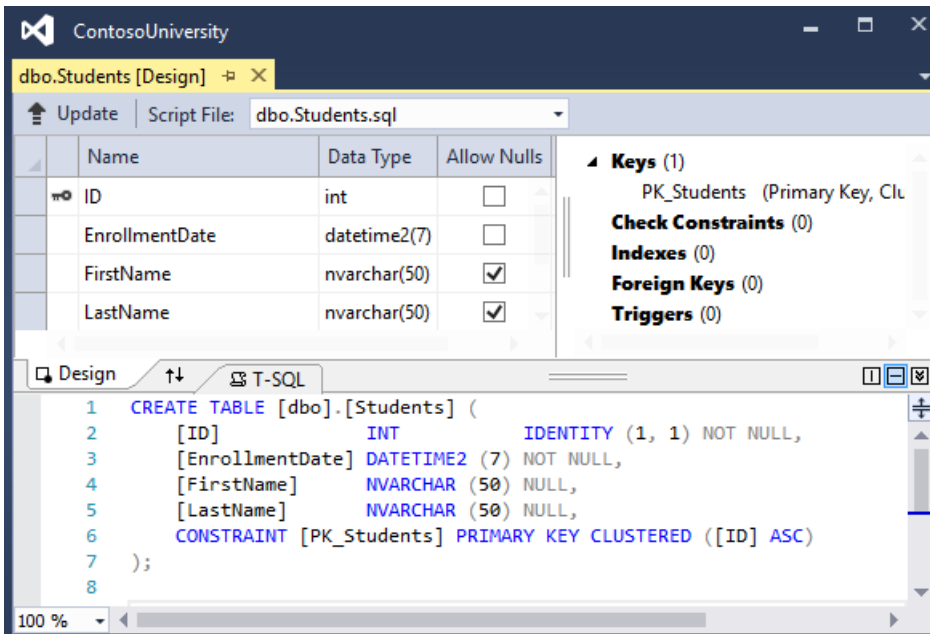 ContosoUniversity
dbo.Students [Design]
Update Script File: dbo.Students.sql
Name Data Type Allow Nulls
ID int
EnrollmentDate datetime2(7)
FirstName nvarchar(50)
LastName nvarchar(50)
Keys (1)
PK_Students (Primary Key, Clu
Check Constraints (0)
Indexes (0)
Foreign Keys (0)
Triggers (0)
Design T-SQL
1 CREATE TABLE [dbo].[Students] (
2 [ID] INT IDENTITY (1, 1) NOT NULL,
3 [EnrollmentDate] DATETIME2 (7) NOT NULL,
4 [FirstName] NVARCHAR (50) NULL,
5 [LastName] NVARCHAR (50) NULL,
6 CONSTRAINT [PK_Students] PRIMARY KEY CLUSTERED ([ID] ASC)
7 );
8
100 %